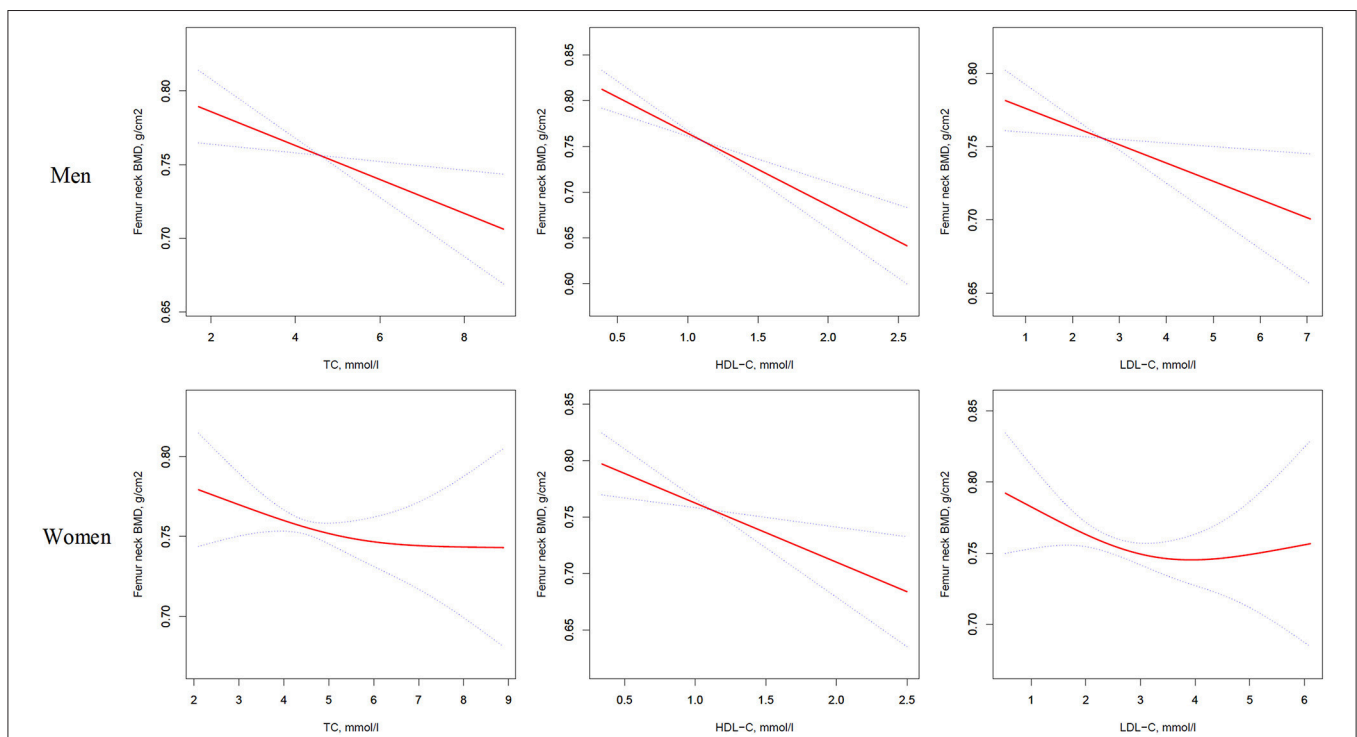 Men
Femur neck BMD, g/cm2
0.65 0.70 0.75 0.80
2 4 6 8
TC, mmol/l
Femur neck BMD, g/cm2
0.60 0.65 0.70 0.75 0.80 0.85
0.5 1.0 1.5 2.0 2.5
HDL−C, mmol/l
Femur neck BMD, g/cm2
0.65 0.70 0.75 0.80
1 2 3 4 5 6 7
LDL−C, mmol/l
Women
Femur neck BMD, g/cm2
0.70 0.75 0.80
2 3 4 5 6 7 8 9
TC, mmol/l
Femur neck BMD, g/cm2
0.65 0.70 0.75 0.80 0.85
0.5 1.0 1.5 2.0 2.5
HDL−C, mmol/l
Femur neck BMD, g/cm2
0.70 0.75 0.80 0.85
1 2 3 4 5 6
LDL−C, mmol/l